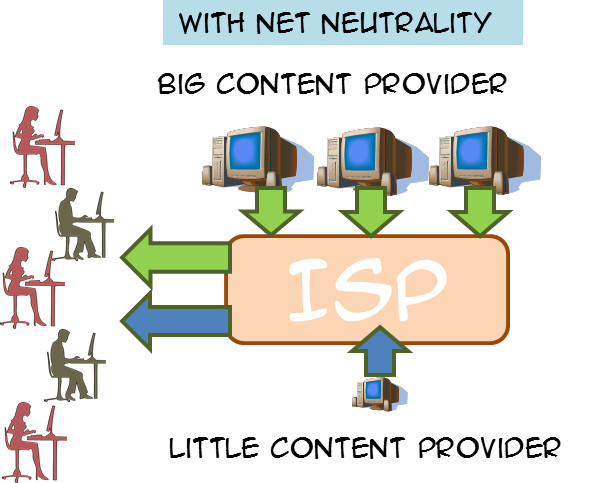 WITH NET NEUTRALITY
BIG CONTENT PROVIDER
ISP
LITTLE CONTENT PROVIDER